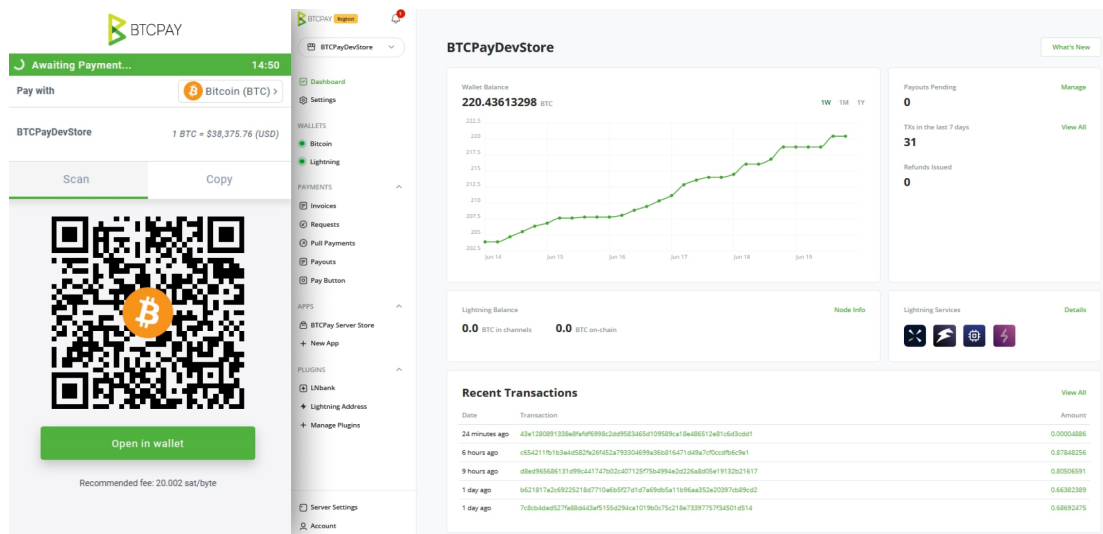 BTCPAY
Awaiting Payment... 14:50
Pay with Bitcoin (BTC) >
BTCPayDevStore 1 BTC = $38,375.76 (USD)
Scan Copy
Open in wallet
Recommended fee: 20.002 sat/byte
BTCPAY Regtest 1
BTCPayDevStore
Dashboard
Settings
WALLETS
Bitcoin
Lightning
PAYMENTS
Invoices
Requests
Pull Payments
Payouts
Pay Button
APPS
BTCPay Server Store
+ New App
PLUGINS
LNbank
Lightning Address
+ Manage Plugins
Server Settings
Account
BTCPayDevStore What's New
Wallet Balance
220.43613298 BTC 1W 1M 1Y
222.5
220
217.5
215
212.5
210
207.5
205
202.5
Jun 14 Jun 15 Jun 16 Jun 17 Jun 18 Jun 19
Payouts Pending Manage
0
TXs in the last 7 days View All
31
Refunds Issued
0
Lightning Balance Node Info
0.0 BTC in channels 0.0 BTC on-chain
Lightning Services Details
Recent Transactions View All
Date Transaction Amount
24 minutes ago 0.00004886
6 hours ago 0.87848256
9 hours ago 0.80506591
1 day ago 0.66382389
1 day ago 0.68692475